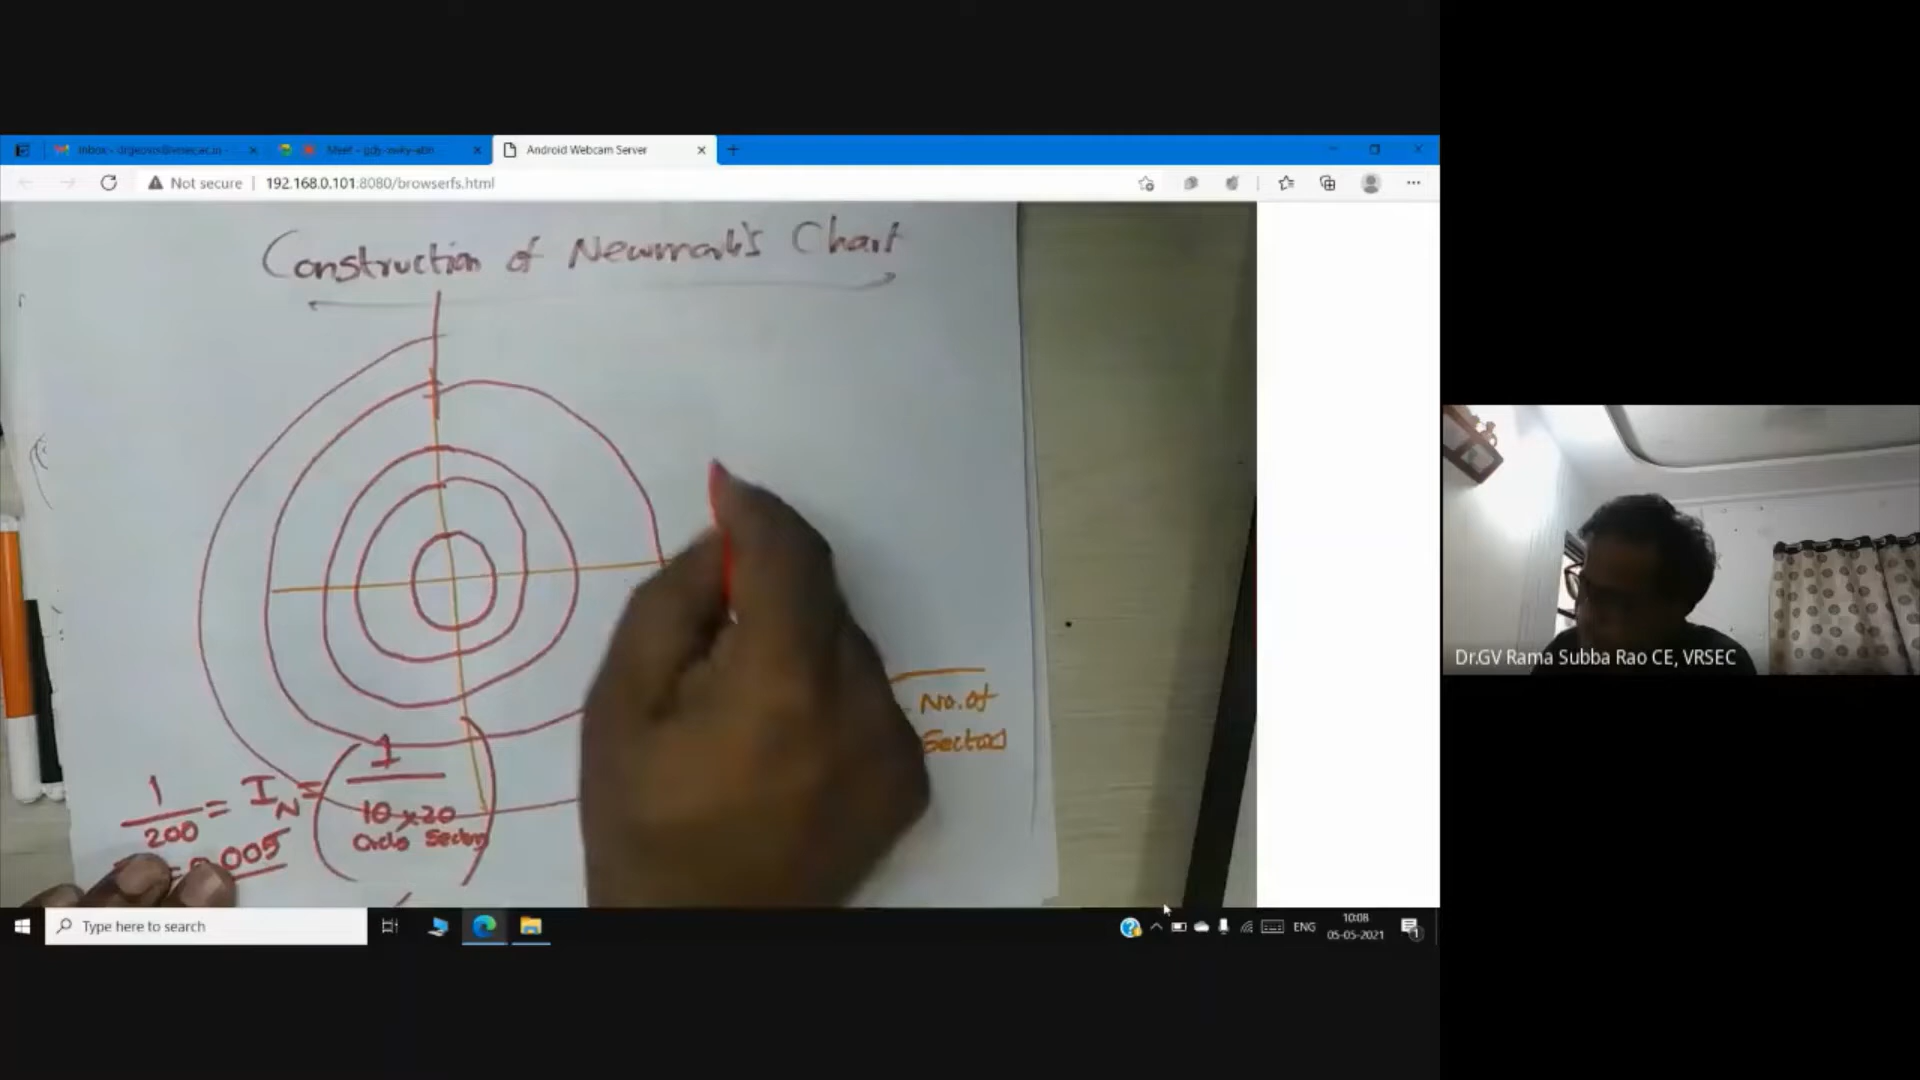 Android Webcam Server
Not secure
192.168.0.101:8080/browserfs.html
Construction of Newmark's Chart
No. of
Sectors
1
200
= I N =
1
10 x 20
Circle Sectors
005
Dr.GV Rama Subba Rao CE, VRSEC
Type here to search
ENG
10:08
05-05-2021